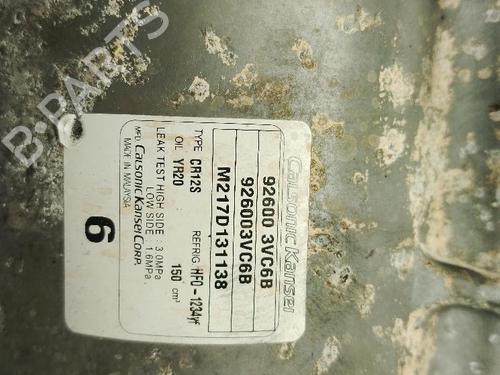 Calsonic Kansei
92600 3VC6B
926003VC6B
M217D131138
TYPE CR12S REFRIG HFO-1234yf
OIL YR20 150 cm³
LEAK TEST HIGH SIDE : 3.0MPa
LOW SIDE : 1.6MPa
MFD. Calsonic Kansei CORP.
MADE IN MALAYSIA
6
B-PARTS